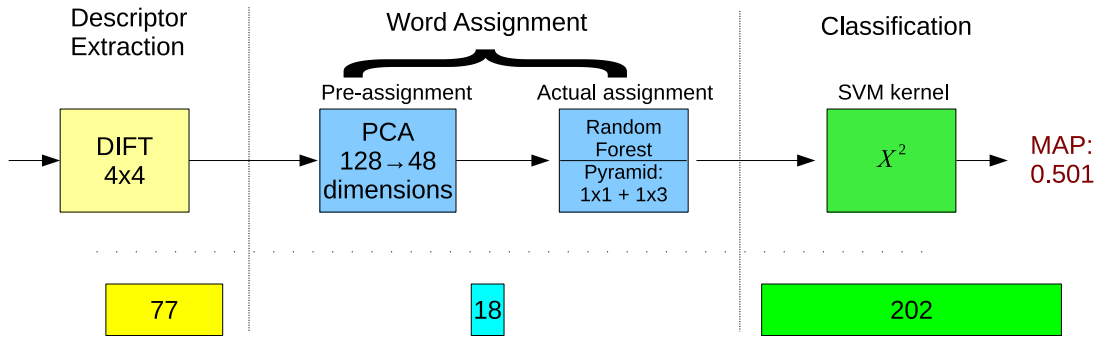 Descriptor
Extraction
Word Assignment
Classification
Pre-assignment
Actual assignment
SVM kernel
DIFT
4x4
PCA
128→48
dimensions
Random
Forest
Pyramid:
1x1 + 1x3
X²
MAP:
0.501
77
18
202